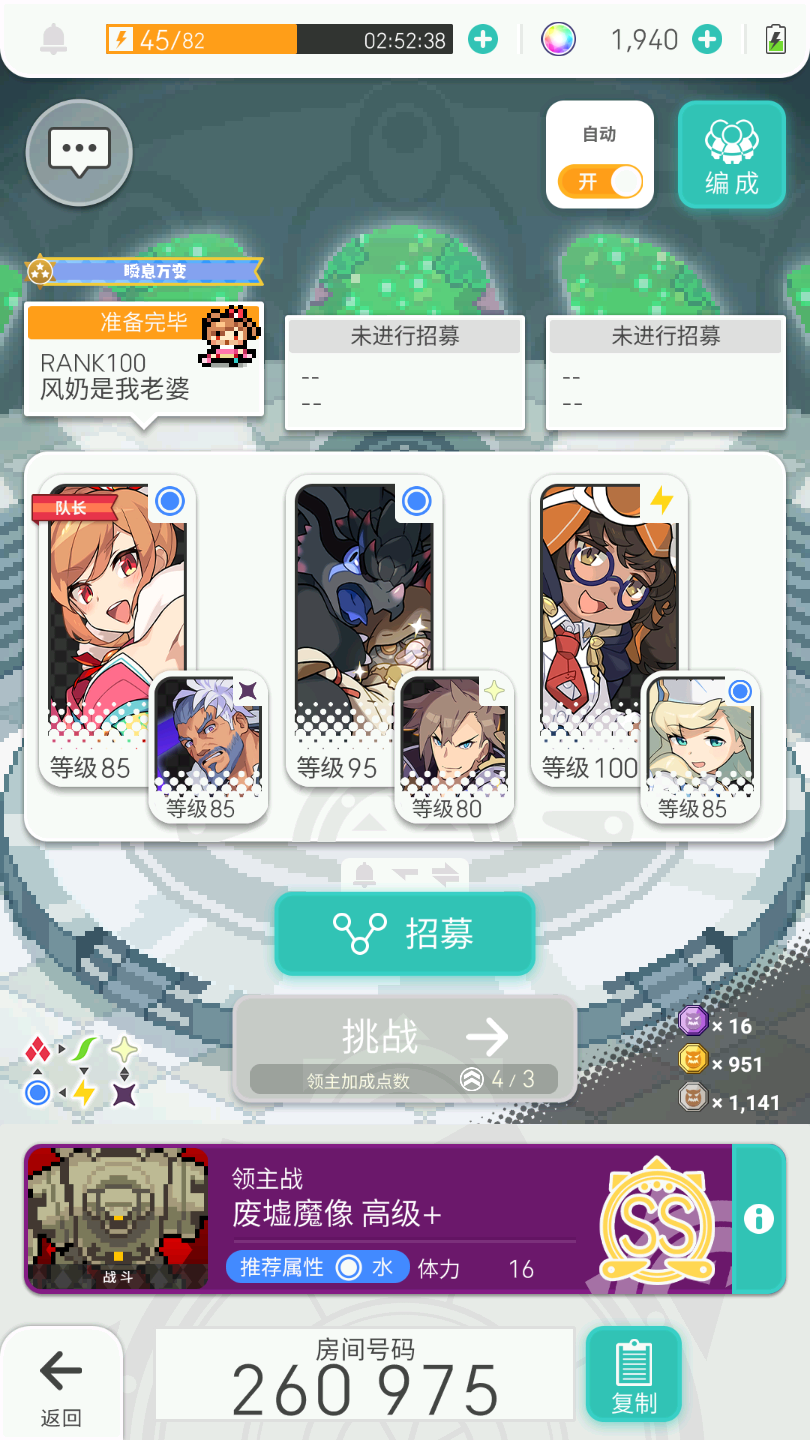 45/82
02:52:38
1,940
自动
开
编成
瞬息万变
准备完毕
RANK100
风奶是我老婆
未进行招募
--
--
未进行招募
--
--
队长
等级85
等级85
等级95
等级80
等级100
等级85
招募
挑战
领主加成点数 4/3
× 16
× 951
× 1,141
领主战
废墟魔像 高级+
推荐属性 水 体力 16
战斗
SS
房间号码
260 975
返回
复制